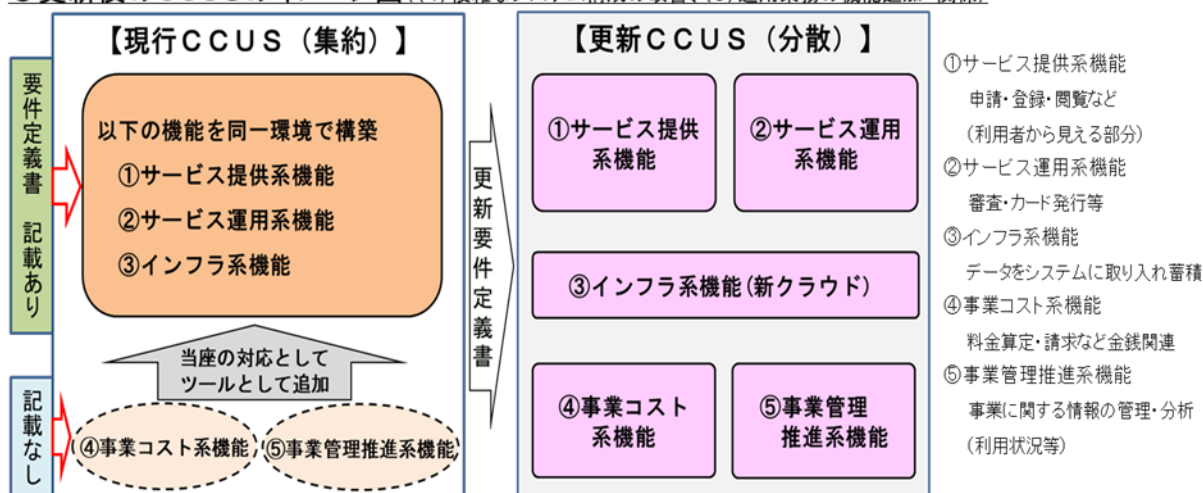 【現行CCUS(集約)】
要件定義書 記載あり
以下の機能を同一環境で構築
①サービス提供系機能
②サービス運用系機能
③インフラ系機能
当座の対応として
ツールとして追加
記載なし
④事業コスト系機能
⑤事業管理推進系機能
更新要件定義書
【更新CCUS(分散)】
①サービス提供
系機能
②サービス運用
系機能
③インフラ系機能(新クラウド)
④事業コスト
系機能
⑤事業管理
推進系機能
①サービス提供系機能
申請・登録・閲覧など
(利用者から見える部分)
②サービス運用系機能
審査・カード発行等
③インフラ系機能
データをシステムに取り入れ蓄積
④事業コスト系機能
料金算定・請求など金銭関連
⑤事業管理推進系機能
事業に関する情報の管理・分析
(利用状況等)